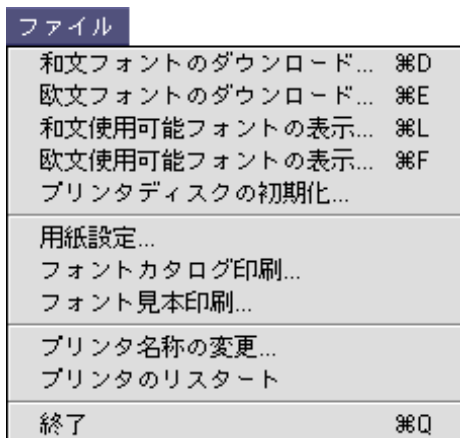 ファイル
和文フォントのダウンロード... ⌘D
欧文フォントのダウンロード... ⌘E
和文使用可能フォントの表示... ⌘L
欧文使用可能フォントの表示... ⌘F
プリンタディスクの初期化...
用紙設定...
フォントカタログ印刷...
フォント見本印刷...
プリンタ名称の変更...
プリンタのリスタート
終了 ⌘Q